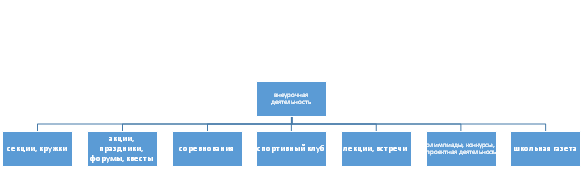 внеурочная
деятельность
секции, кружки
акции,
праздники,
форумы, квесты
соревнования
спортивный клуб
лекции, встречи
олимпиады, конкурсы,
проектная деятельность
школьная газета